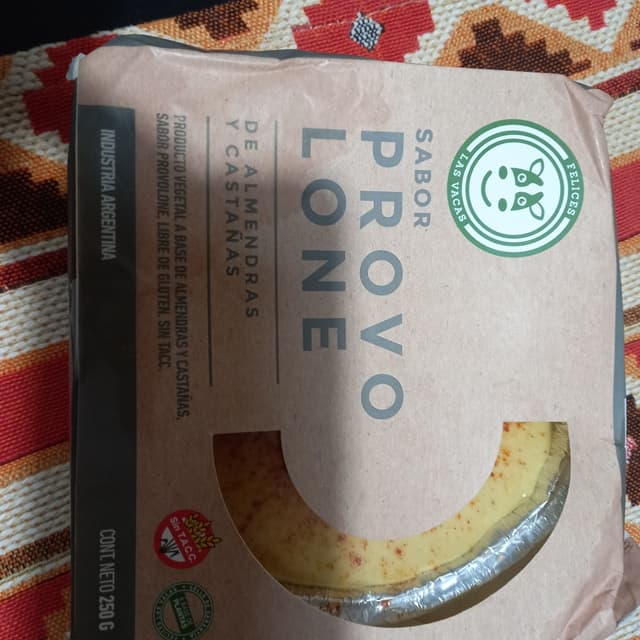 LAS VACAS FELICES
SABOR
PROVO
LONE
DE ALMENDRAS
Y CASTAÑAS
PRODUCTO VEGETAL A BASE DE ALMENDRAS Y CASTAÑAS,
SABOR PROVOLONE, LIBRE DE GLUTEN, SIN TACC.
INDUSTRIA ARGENTINA
CONT. NETO 250 G
SIN T.A.C.C.